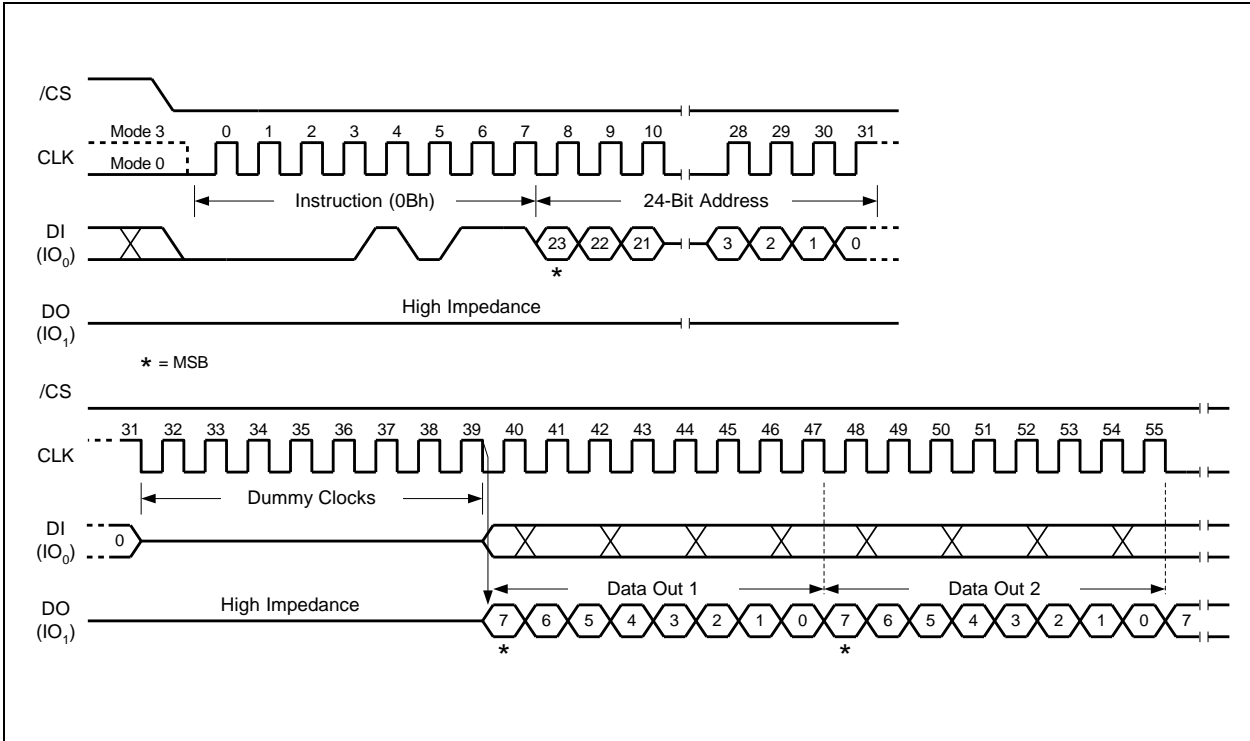 /CS
Mode 3 0 1 2 3 4 5 6 7 8 9 10 28 29 30 31
CLK
Mode 0
Instruction (0Bh) 24-Bit Address
DI
(IO0) 23 22 21 3 2 1 0
*
DO High Impedance
(IO1)
* = MSB
/CS
31 32 33 34 35 36 37 38 39 40 41 42 43 44 45 46 47 48 49 50 51 52 53 54 55
CLK
Dummy Clocks
DI
(IO0) 0
Data Out 1 Data Out 2
DO High Impedance
(IO1) 7 6 5 4 3 2 1 0 7 6 5 4 3 2 1 0 7
* *